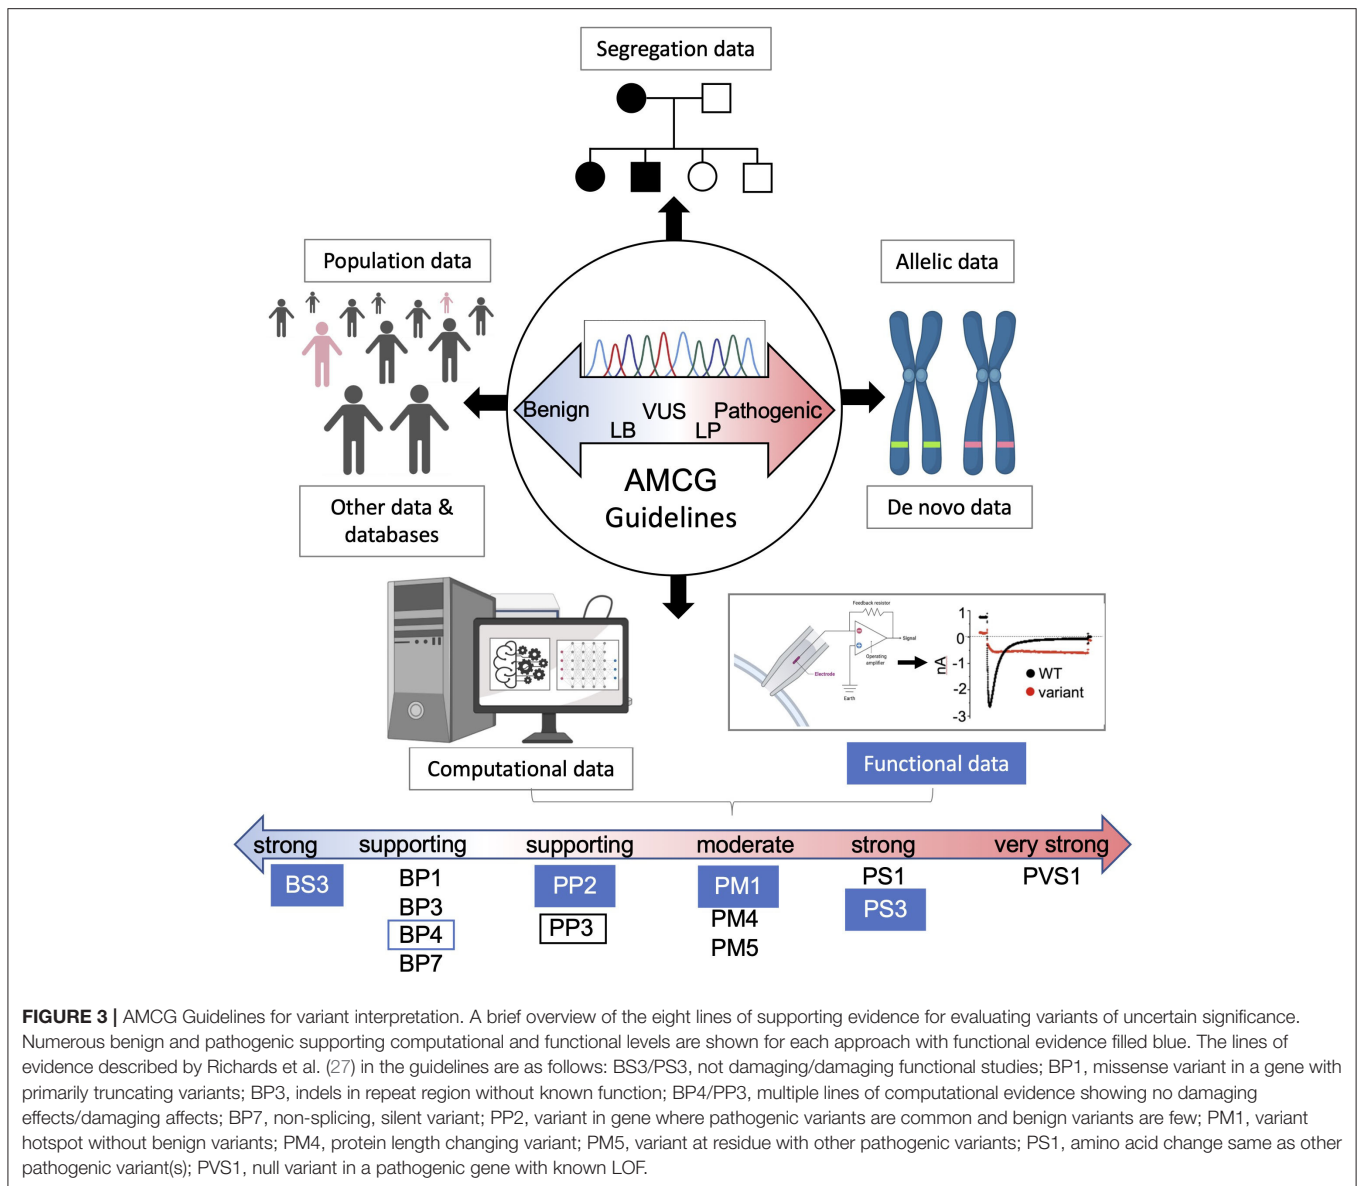 Segregation data
Population data
Allelic data
Benign
LB
VUS
LP
Pathogenic
AMCG
Guidelines
Other data &
databases
De novo data
Feedback resistor
Signal
Operating
amplifier
Electrode
Earth
nA
1
0
-1
-2
-3
WT
variant
Computational data
Functional data
strong
supporting
supporting
moderate
strong
very strong
BS3
BP1
BP3
BP4
BP7
PP2
PP3
PM1
PM4
PM5
PS1
PS3
PVS1
FIGURE 3 | AMCG Guidelines for variant interpretation. A brief overview of the eight lines of supporting evidence for evaluating variants of uncertain significance.
Numerous benign and pathogenic supporting computational and functional levels are shown for each approach with functional evidence filled blue. The lines of
evidence described by Richards et al. (27) in the guidelines are as follows: BS3/PS3, not damaging/damaging functional studies; BP1, missense variant in a gene with
primarily truncating variants; BP3, indels in repeat region without known function; BP4/PP3, multiple lines of computational evidence showing no damaging
effects/damaging affects; BP7, non-splicing, silent variant; PP2, variant in gene where pathogenic variants are common and benign variants are few; PM1, variant
hotspot without benign variants; PM4, protein length changing variant; PM5, variant at residue with other pathogenic variants; PS1, amino acid change same as other
pathogenic variant(s); PVS1, null variant in a pathogenic gene with known LOF.